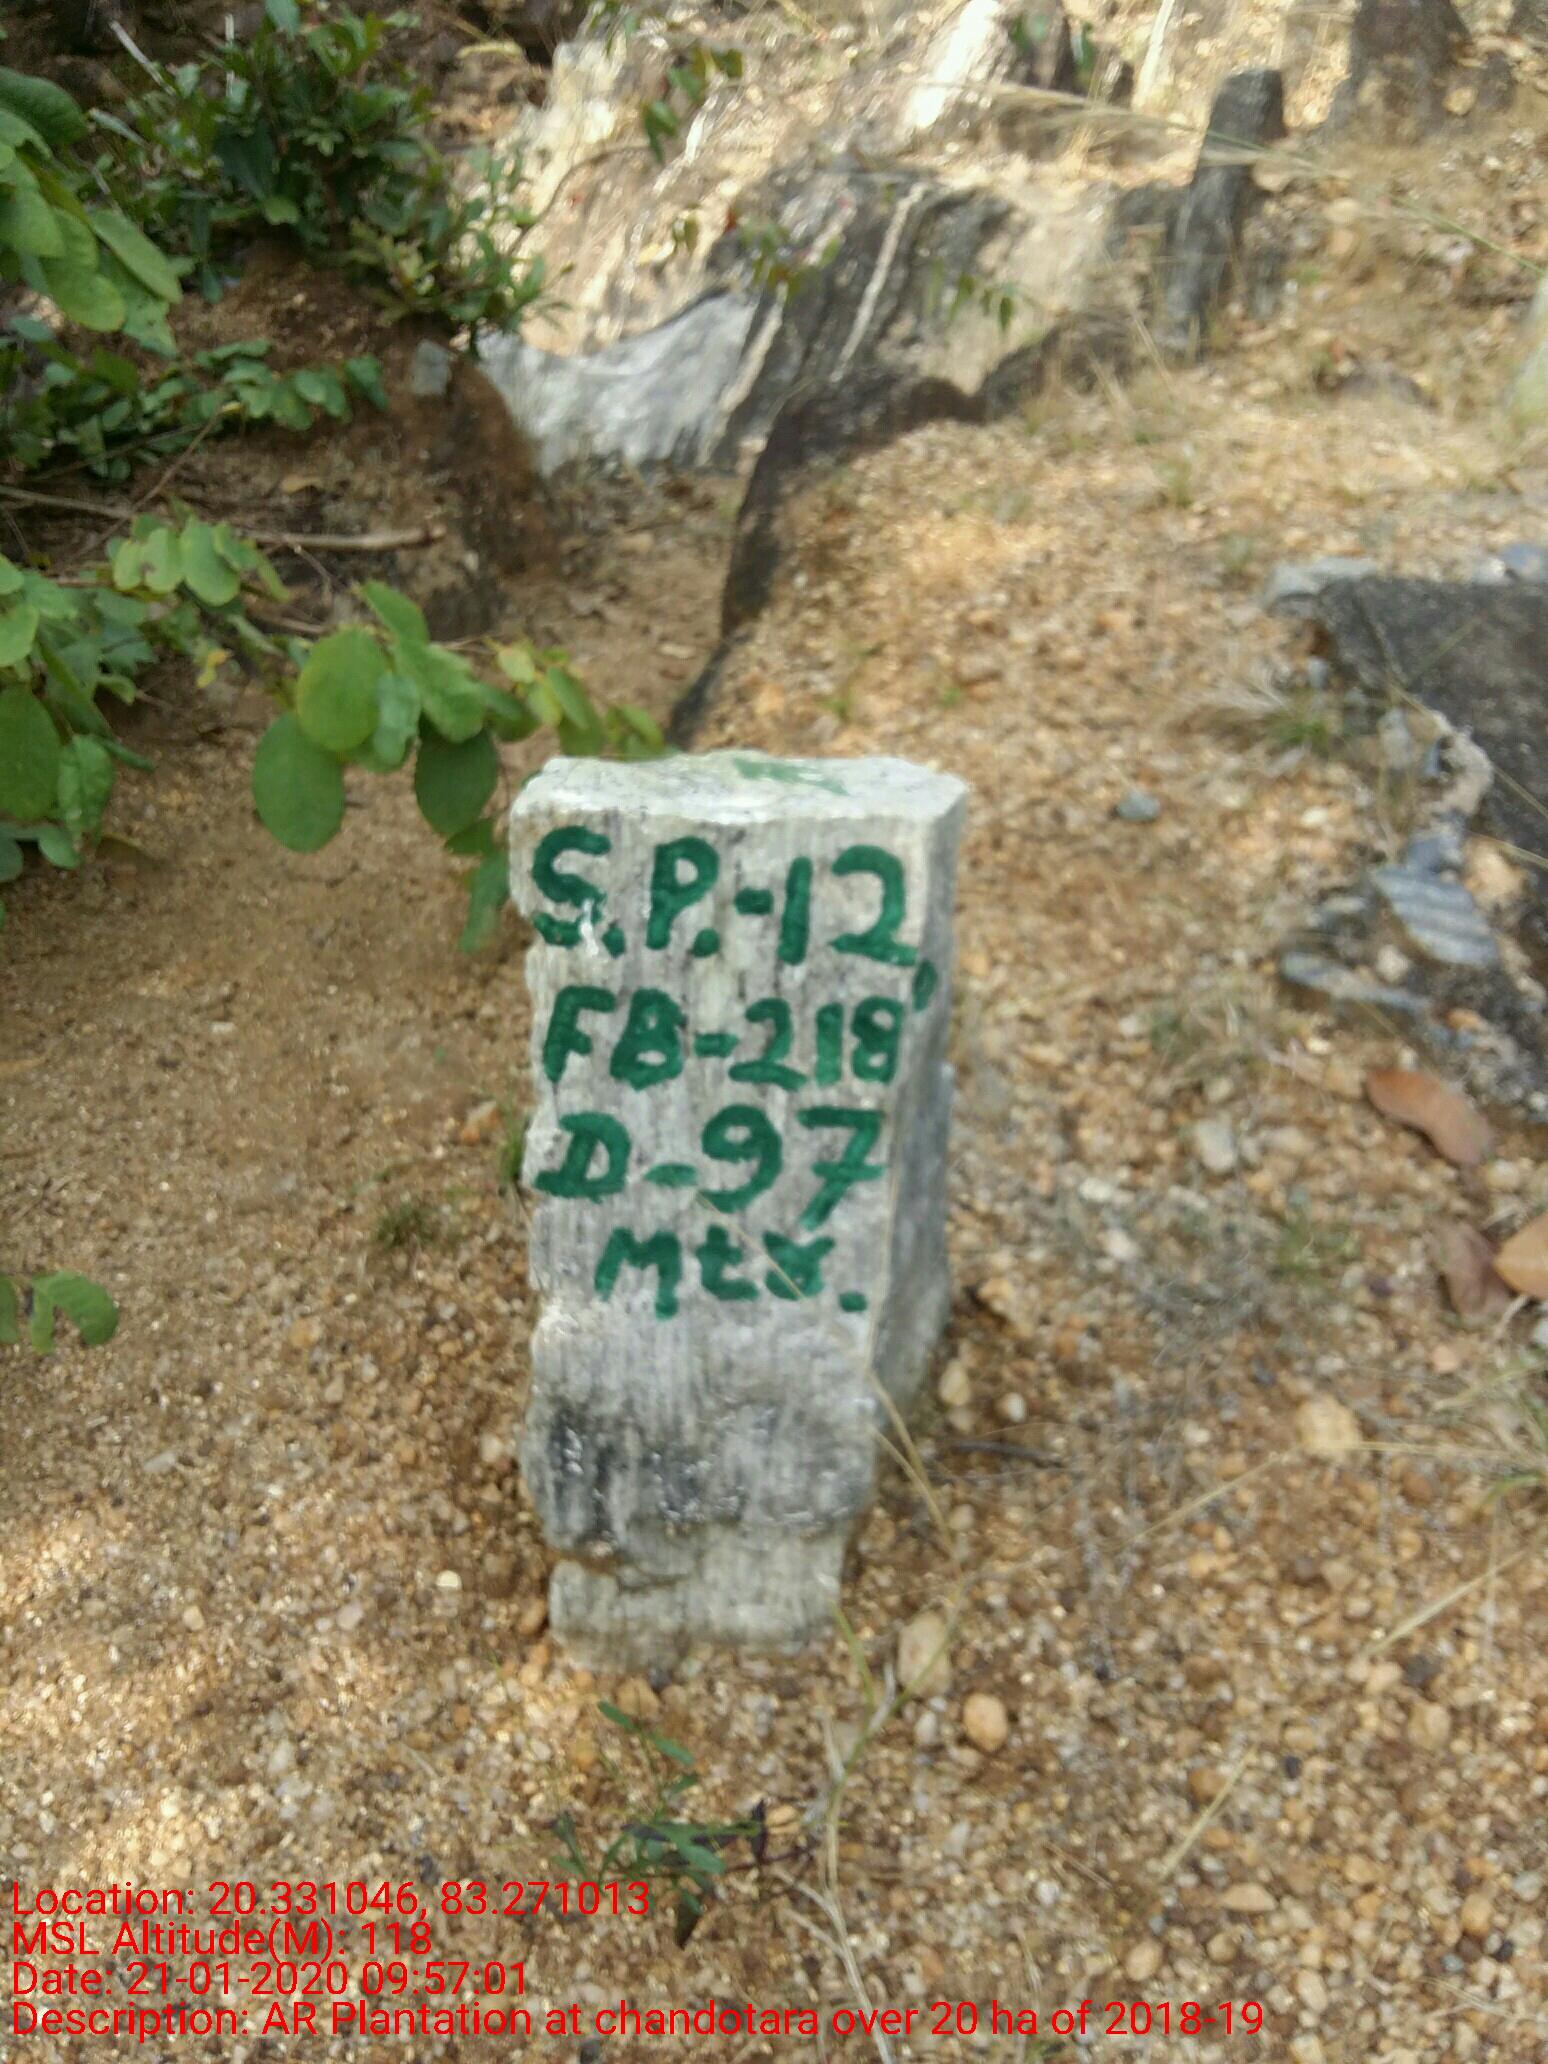 S.P.-12
FB-218°
D-97
Mtr.
Location: 20.331046, 83.271013
MSL Altitude(M): 118
Date: 21-01-2020 09:57:01
Description: AR Plantation at chandotara over 20 ha of 2018-19